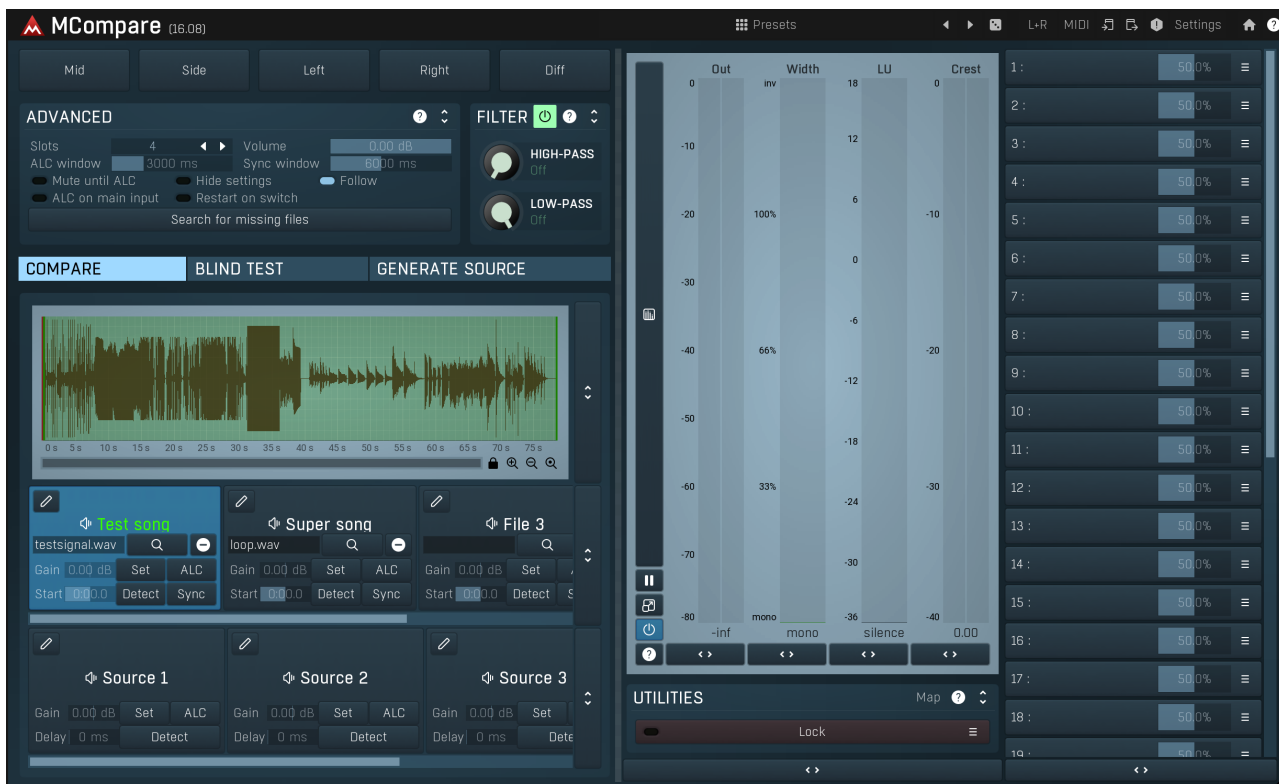 MCompare (16.08)
Presets
L+R MIDI Settings
Mid Side Left Right Diff
ADVANCED
Slots 4 Volume 0.00 dB
ALC window 3000 ms Sync window 6000 ms
Mute until ALC Hide settings Follow
ALC on main input Restart on switch
Search for missing files
FILTER
HIGH-PASS
Off
LOW-PASS
Off
COMPARE BLIND TEST GENERATE SOURCE
0 s 5 s 10 s 15 s 20 s 25 s 30 s 35 s 40 s 45 s 50 s 55 s 60 s 65 s 70 s 75 s
Test song
testsignal.wav
Gain 0.00 dB Set ALC
Start 0:00.0 Detect Sync
Super song
loop.wav
Gain 0.00 dB Set ALC
Start 0:00.0 Detect Sync
File 3
Gain 0.00 dB Set
Start 0:00.0 Detect S
Source 1
Gain 0.00 dB Set ALC
Delay 0 ms Detect
Source 2
Gain 0.00 dB Set ALC
Delay 0 ms Detect
Source 3
Gain 0.00 dB Set
Delay 0 ms Dete
Out
0
-10
-20
-30
-40
-50
-60
-70
-80
-inf
Width
inv
100%
66%
33%
mono
mono
LU
18
12
6
0
-6
-12
-18
-24
-30
-36
silence
Crest
0
-10
-20
-30
-40
0.00
UTILITIES Map
Lock
1 : 50.0%
2 : 50.0%
3 : 50.0%
4 : 50.0%
5 : 50.0%
6 : 50.0%
7 : 50.0%
8 : 50.0%
9 : 50.0%
10 : 50.0%
11 : 50.0%
12 : 50.0%
13 : 50.0%
14 : 50.0%
15 : 50.0%
16 : 50.0%
17 : 50.0%
18 : 50.0%
19 : 50.0%